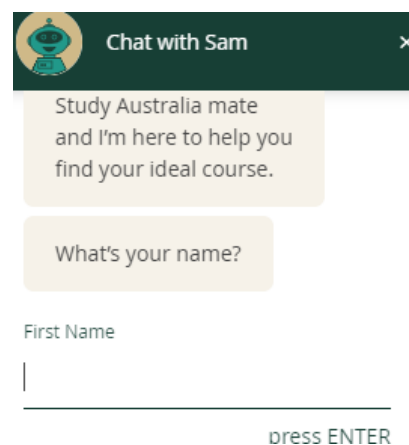 Chat with Sam
Study Australia mate
and I'm here to help you
find your ideal course.
What's your name?
First Name
press ENTER